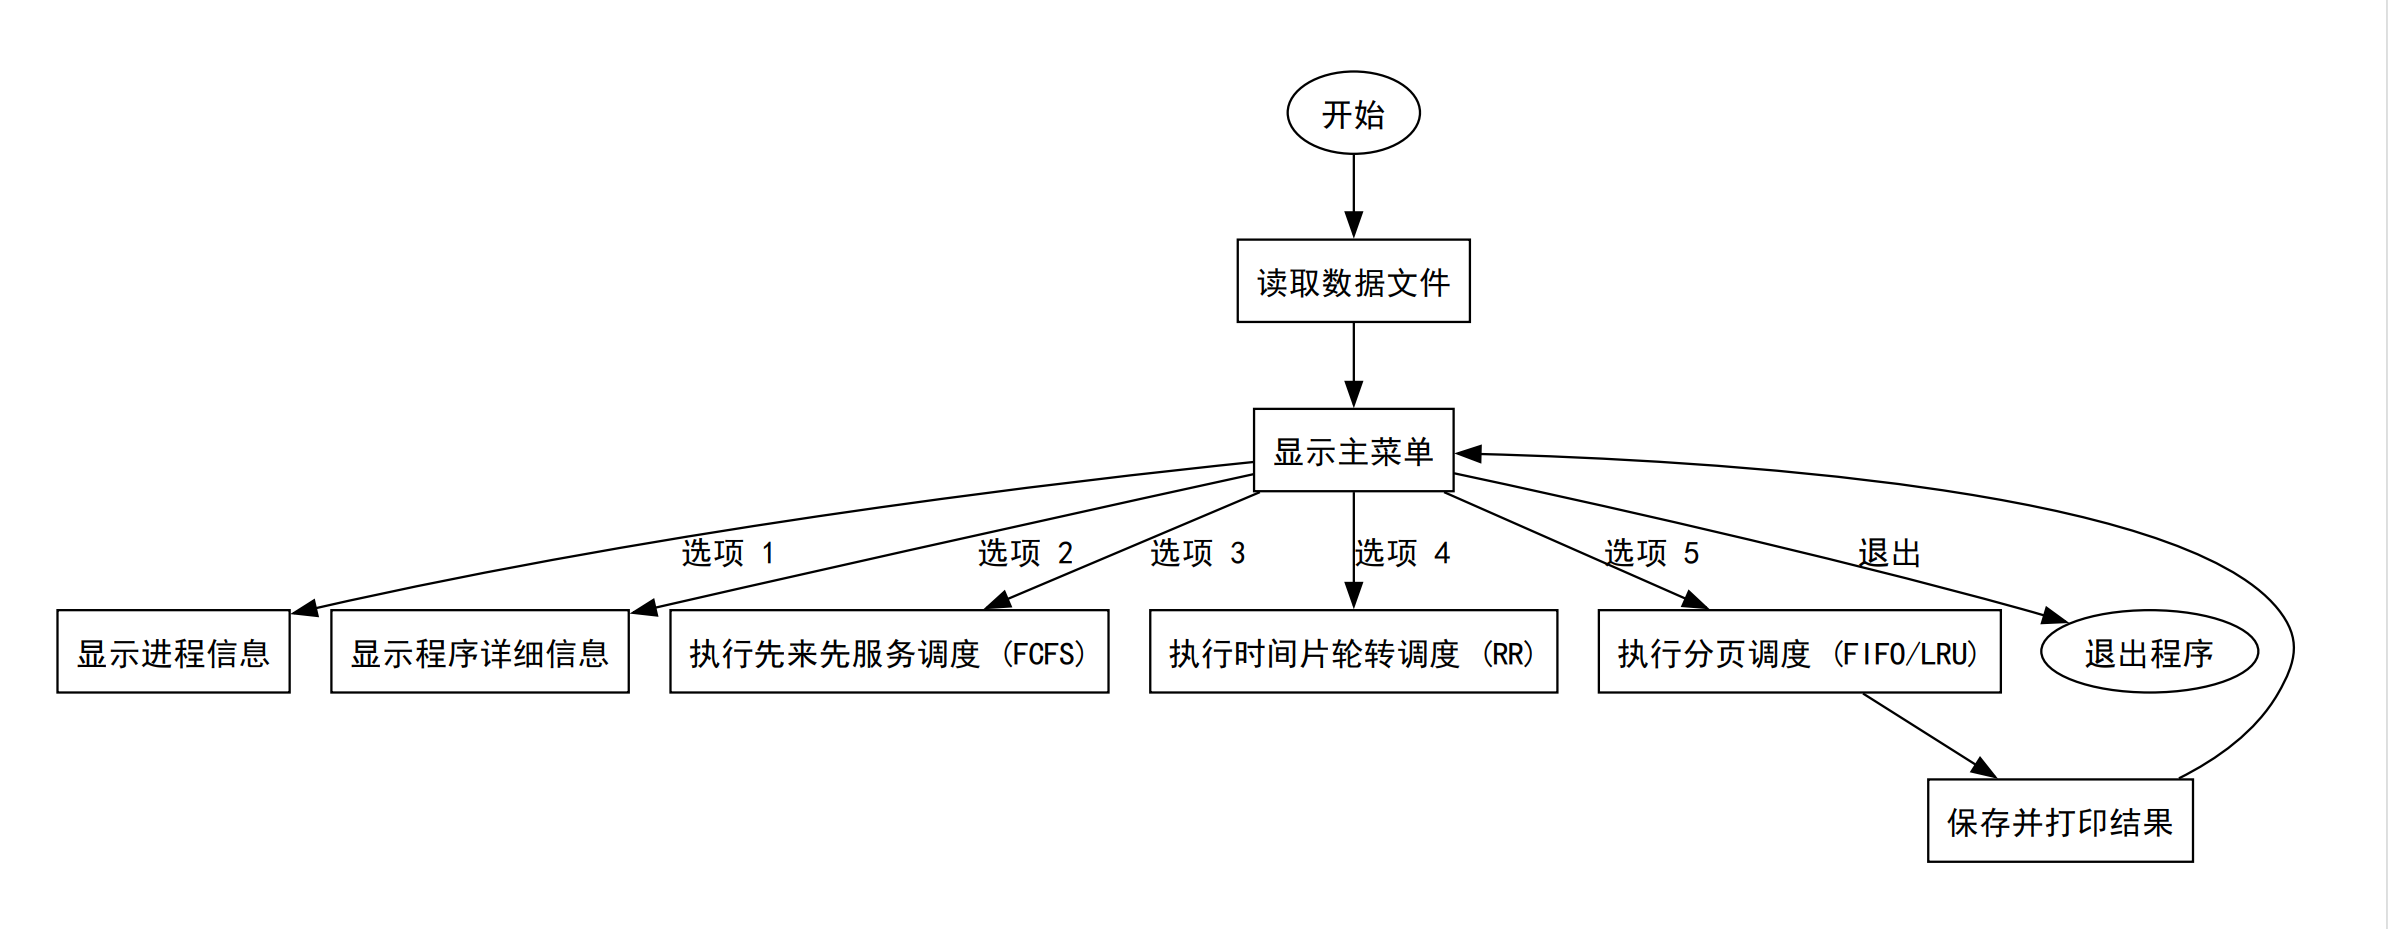 开始
读取数据文件
显示主菜单
选项 1
选项 2
选项 3
选项 4
选项 5
退出
显示进程信息
显示程序详细信息
执行先来先服务调度 (FCFS)
执行时间片轮转调度 (RR)
执行分页调度 (FIFO/LRU)
退出程序
保存并打印结果